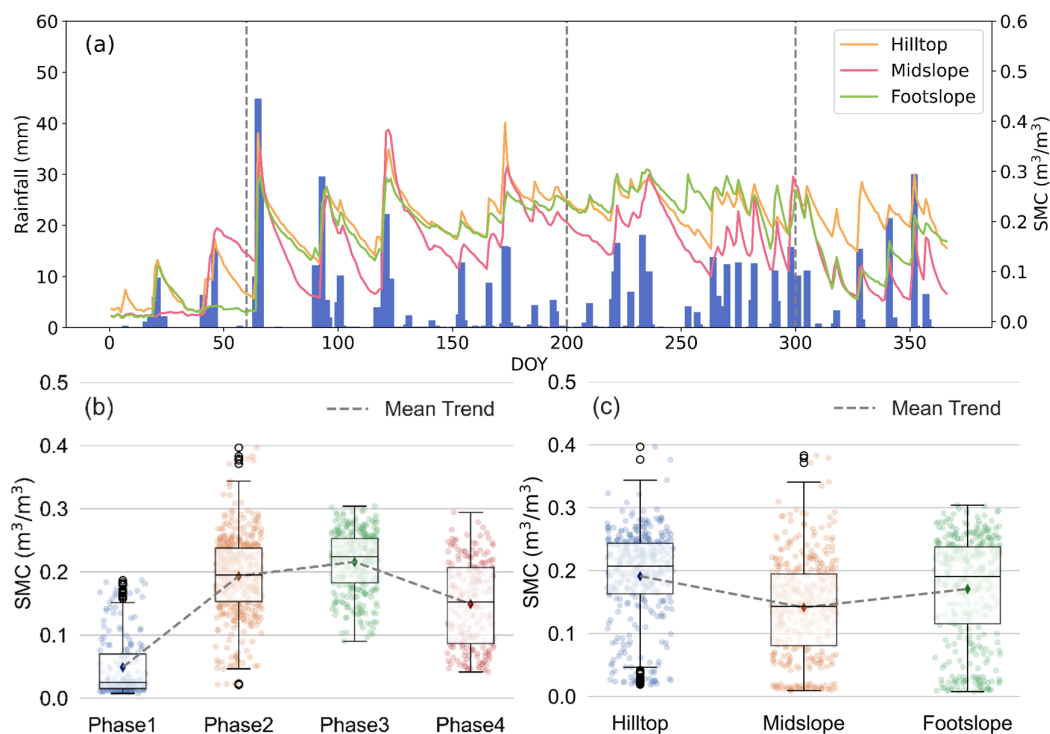 (a)
Rainfall (mm)
60
50
40
30
20
10
0
0 50 100 150 200 250 300 350
DOY
0.6
0.5
0.4
0.3
0.2
0.1
0.0
SMC (m³/m³)
Hilltop
Midslope
Footslope
(b)
Mean Trend
SMC (m³/m³)
0.5
0.4
0.3
0.2
0.1
0.0
Phase1 Phase2 Phase3 Phase4
(c)
Mean Trend
SMC (m³/m³)
0.5
0.4
0.3
0.2
0.1
0.0
Hilltop Midslope Footslope